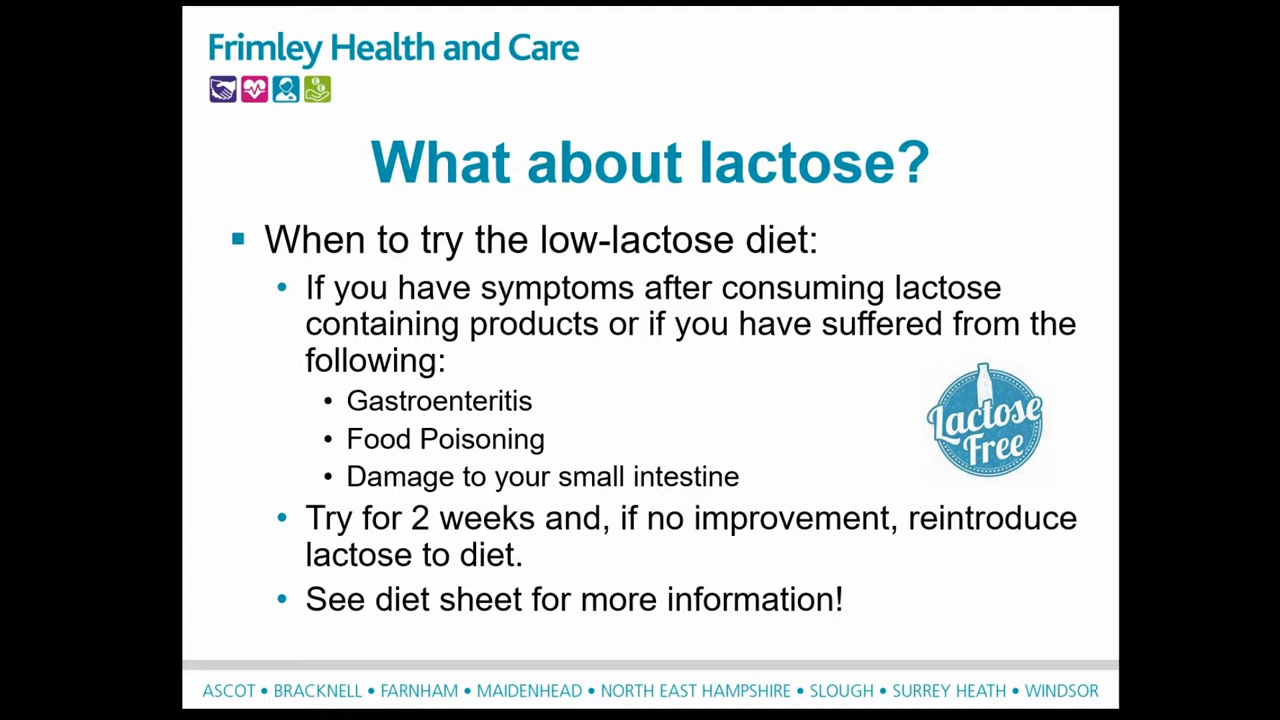 Frimley Health and Care
What about lactose?
When to try the low-lactose diet:
If you have symptoms after consuming lactose
containing products or if you have suffered from the
following:
Gastroenteritis
Food Poisoning
Damage to your small intestine
Lactose
Free
Try for 2 weeks and, if no improvement, reintroduce
lactose to diet.
See diet sheet for more information!
ASCOT • BRACKNELL • FARNHAM • MAIDENHEAD • NORTH EAST HAMPSHIRE • SLOUGH • SURREY HEATH • WINDSOR